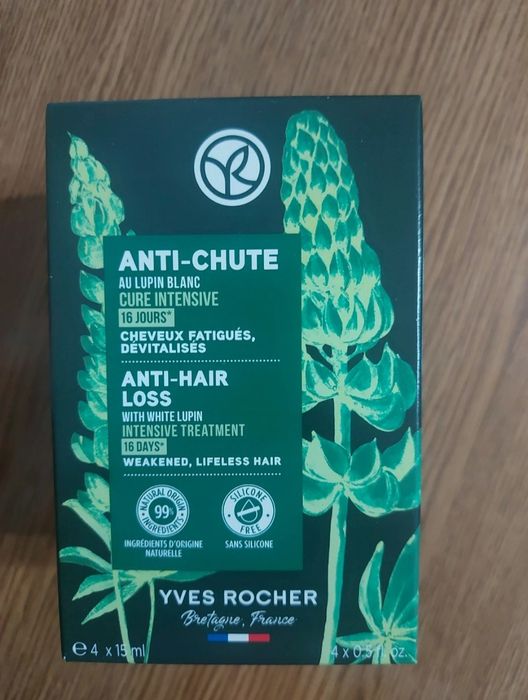 ANTI-CHUTE
AU LUPIN BLANC
CURE INTENSIVE
16 JOURS*
CHEVEUX FATIGUÉS,
DÉVITALISÉS
ANTI-HAIR
LOSS
WITH WHITE LUPIN
INTENSIVE TREATMENT
16 DAYS*
WEAKENED, LIFELESS HAIR
NATURAL ORIGIN
99%
INGREDIENTS
INGRÉDIENTS D'ORIGINE
NATURELLE
SILICONE
FREE
SANS SILICONE
YVES ROCHER
Bretagne, France
℮ 4 x 15 ml
4 x 0.5 fl. oz.